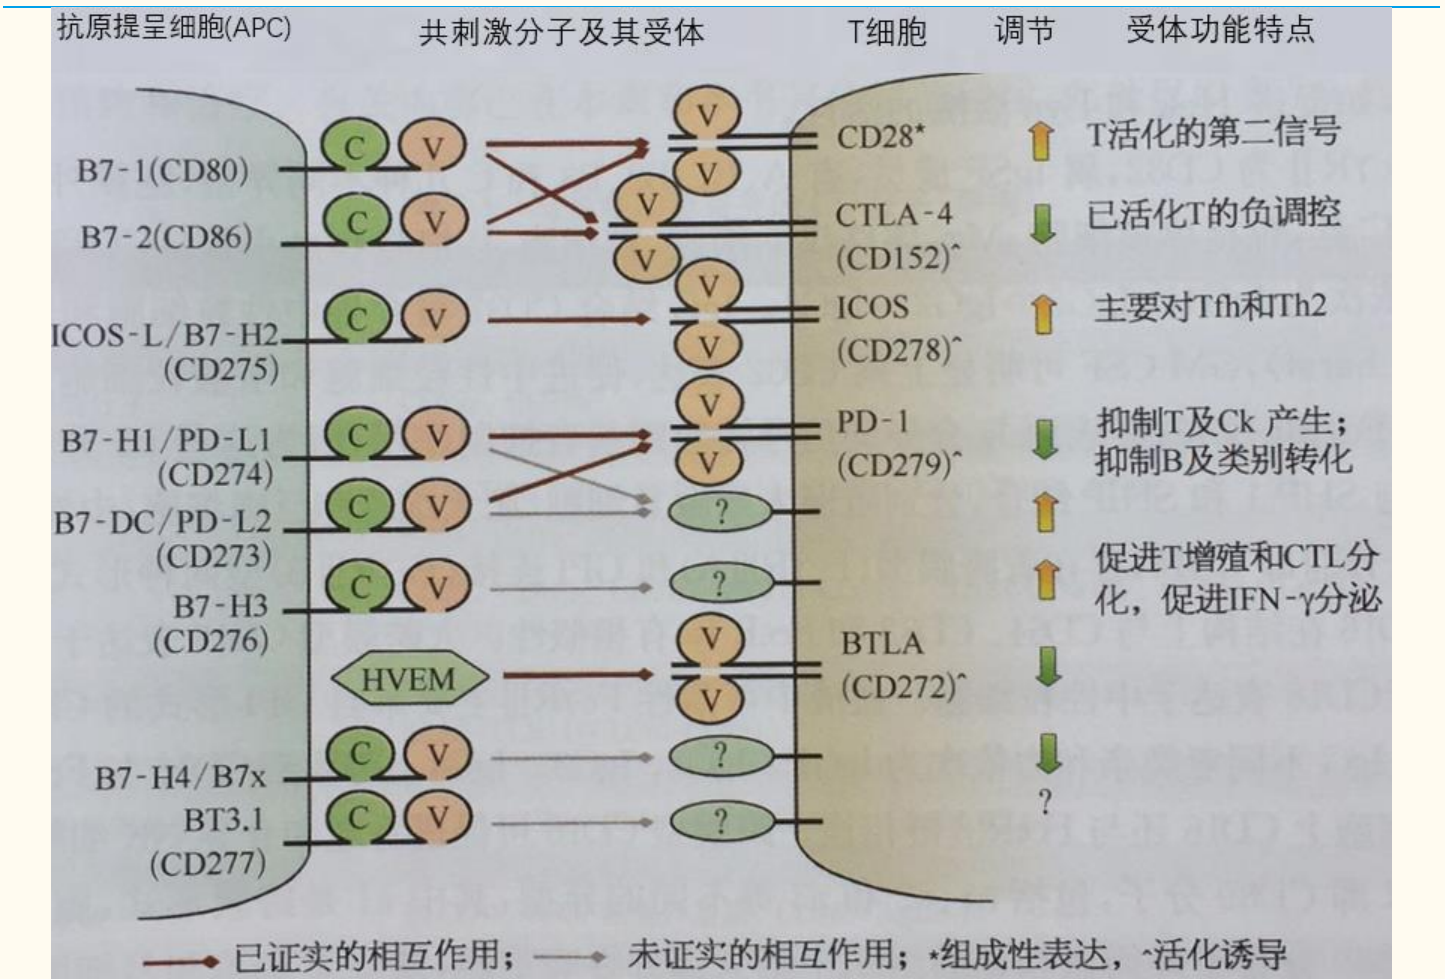 抗原提呈细胞(APC) 共刺激分子及其受体 T细胞 调节 受体功能特点
B7-1(CD80) C V V V CD28* T活化的第二信号
B7-2(CD86) C V V V CTLA-4 已活化T的负调控
(CD152)^
ICOS-L/B7-H2 C V V V ICOS 主要对Tfh和Th2
(CD275) (CD278)^
B7-H1/PD-L1 C V V V PD-1 抑制T及Ck 产生；
(CD274) (CD279)^ 抑制B及类别转化
B7-DC/PD-L2 C V ?
(CD273)
B7-H3 C V ? 促进T增殖和CTL分
(CD276) 化，促进IFN-γ分泌
HVEM V V BTLA
(CD272)^
B7-H4/B7x C V ?
BT3.1 C V ? ?
(CD277)
已证实的相互作用； 未证实的相互作用；*组成性表达，^活化诱导